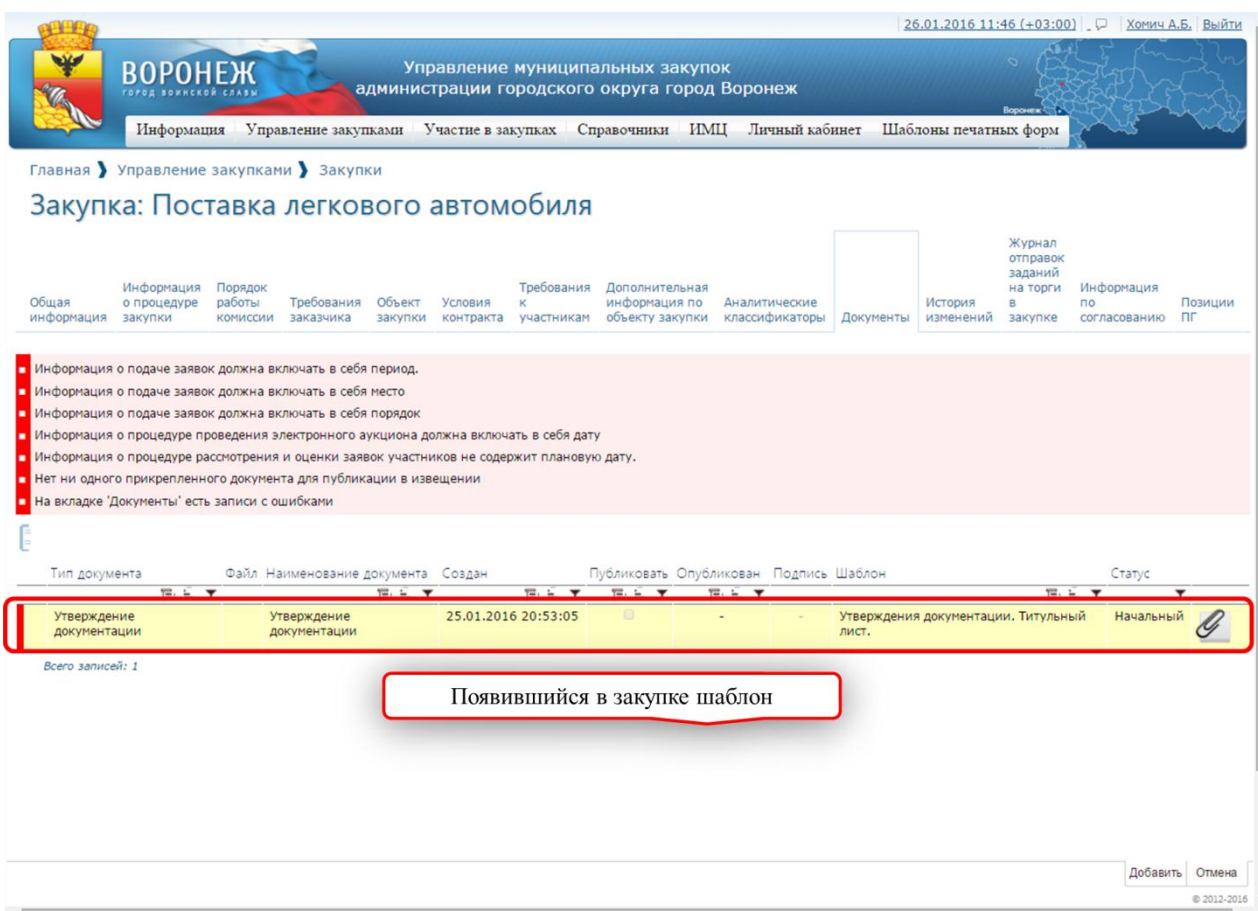 26.01.2016 11:46 (+03:00) Хомич А.Б. Выйти
ВОРОНЕЖ
ГОРОД ВОИНСКОЙ СЛАВЫ
Управление муниципальных закупок
администрации городского округа город Воронеж
Воронеж
Информация Управление закупками Участие в закупках Справочники ИМЦ Личный кабинет Шаблоны печатных форм
Главная Управление закупками Закупки
Закупка: Поставка легкового автомобиля
Общая
информация
Информация
о процедуре
закупки
Порядок
работы
комиссии
Требования
заказчика
Объект
закупки
Условия
контракта
Требования
к
участникам
Дополнительная
информация по
объекту закупки
Аналитические
классификаторы
Документы
История
изменений
Журнал
отправок
заданий
на торги
в
закупке
Информация
по
согласованию
Позиции
ПГ
Информация о подаче заявок должна включать в себя период.
Информация о подаче заявок должна включать в себя место
Информация о подаче заявок должна включать в себя порядок
Информация о процедуре проведения электронного аукциона должна включать в себя дату
Информация о процедуре рассмотрения и оценки заявок участников не содержит плановую дату.
Нет ни одного прикрепленного документа для публикации в извещении
На вкладке 'Документы' есть записи с ошибками
Тип документа Файл Наименование документа Создан Публиковать Опубликован Подпись Шаблон Статус
Утверждение
документации
Утверждение
документации
25.01.2016 20:53:05 - -
Утверждения документации. Титульный
лист.
Начальный
Всего записей: 1
Появившийся в закупке шаблон
Добавить Отмена
© 2012-2016